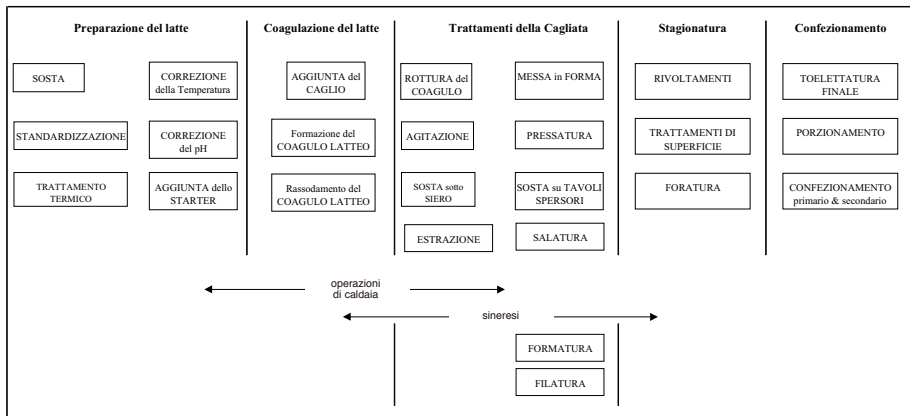 Preparazione del latte
SOSTA
STANDARDIZZAZIONE
TRATTAMENTO
TERMICO
CORREZIONE
della Temperatura
CORREZIONE
del pH
AGGIUNTA dello
STARTER
Coagulazione del latte
AGGIUNTA del
CAGLIO
Formazione del
COAGULO LATTEO
Rassodamento del
COAGULO LATTEO
Trattamenti della Cagliata
ROTTURA del
COAGULO
AGITAZIONE
SOSTA sotto
SIERO
ESTRAZIONE
MESSA in FORMA
PRESSATURA
SOSTA su TAVOLI
SPERSORI
SALATURA
Stagionatura
RIVOLTAMENTI
TRATTAMENTI DI
SUPERFICIE
FORATURA
Confezionamento
TOELETTATURA
FINALE
PORZIONAMENTO
CONFEZIONAMENTO
primario & secondario
operazioni
di caldaia
sineresi
FORMATURA
FILATURA